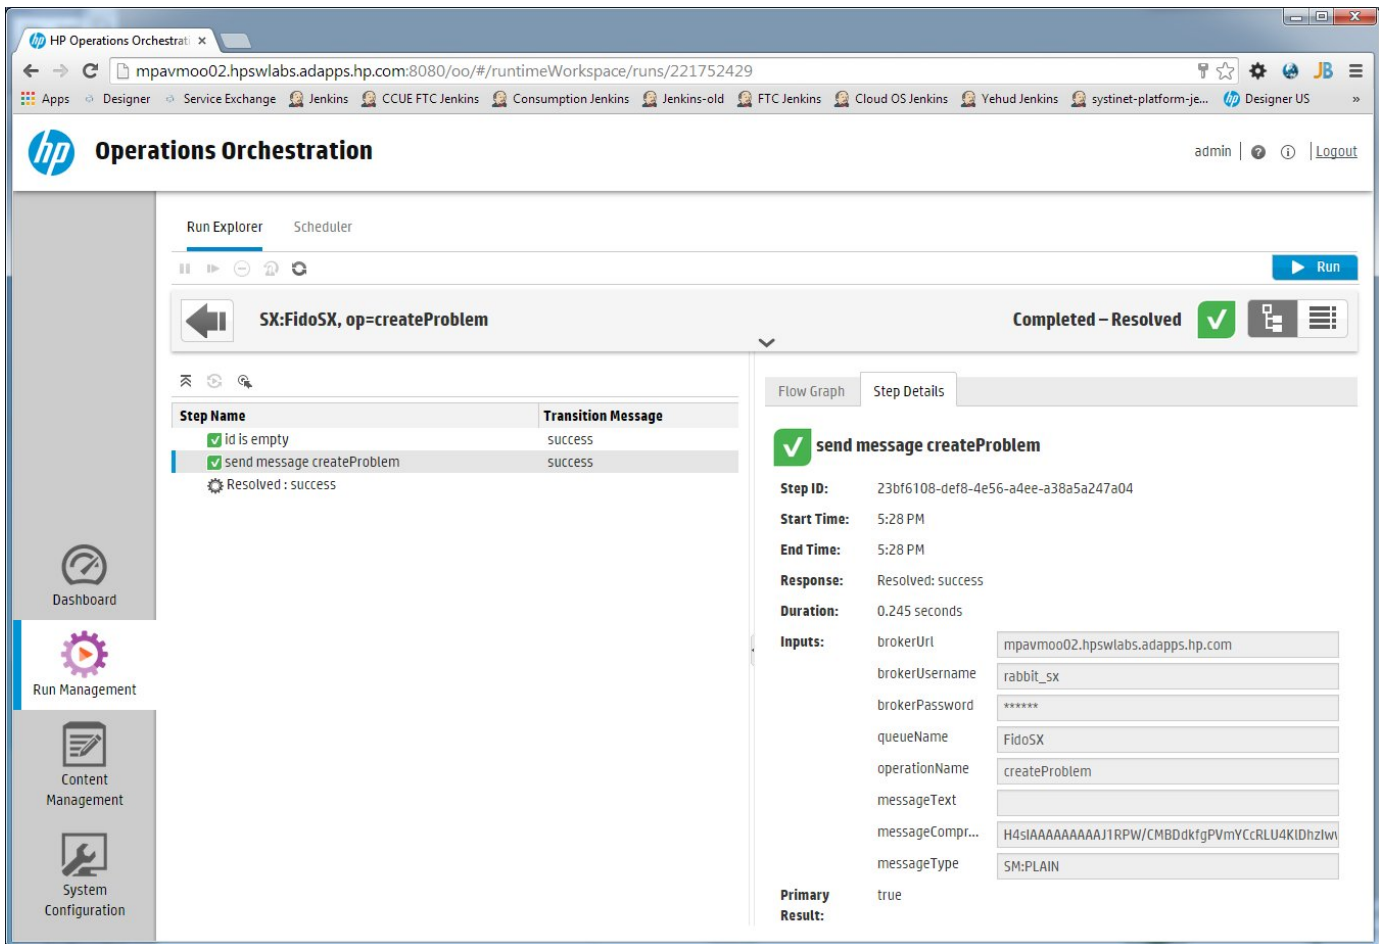 HP Operations Orchestrati
mpavmoo02.hpswlabs.adapps.hp.com:8080/oo/#/runtimeWorkspace/runs/221752429
JB
Apps Designer Service Exchange Jenkins CCUE FTC Jenkins Consumption Jenkins Jenkins-old FTC Jenkins Cloud OS Jenkins Yehud Jenkins systinet-platform-je... Designer US »
hp Operations Orchestration admin | Logout
Run Explorer Scheduler
Run
SX:FidoSX, op=createProblem Completed – Resolved
Flow Graph Step Details
Step Name Transition Message
id is empty success
send message createProblem success
Resolved : success
send message createProblem
Step ID: 23bf6108-def8-4e56-a4ee-a38a5a247a04
Start Time: 5:28 PM
End Time: 5:28 PM
Response: Resolved: success
Duration: 0.245 seconds
Inputs: brokerUrl mpavmoo02.hpswlabs.adapps.hp.com
brokerUsername rabbit_sx
brokerPassword ******
queueName FidoSX
operationName createProblem
messageText
messageCompr...
messageType SM:PLAIN
Primary Result: true
Dashboard
Run Management
Content Management
System Configuration